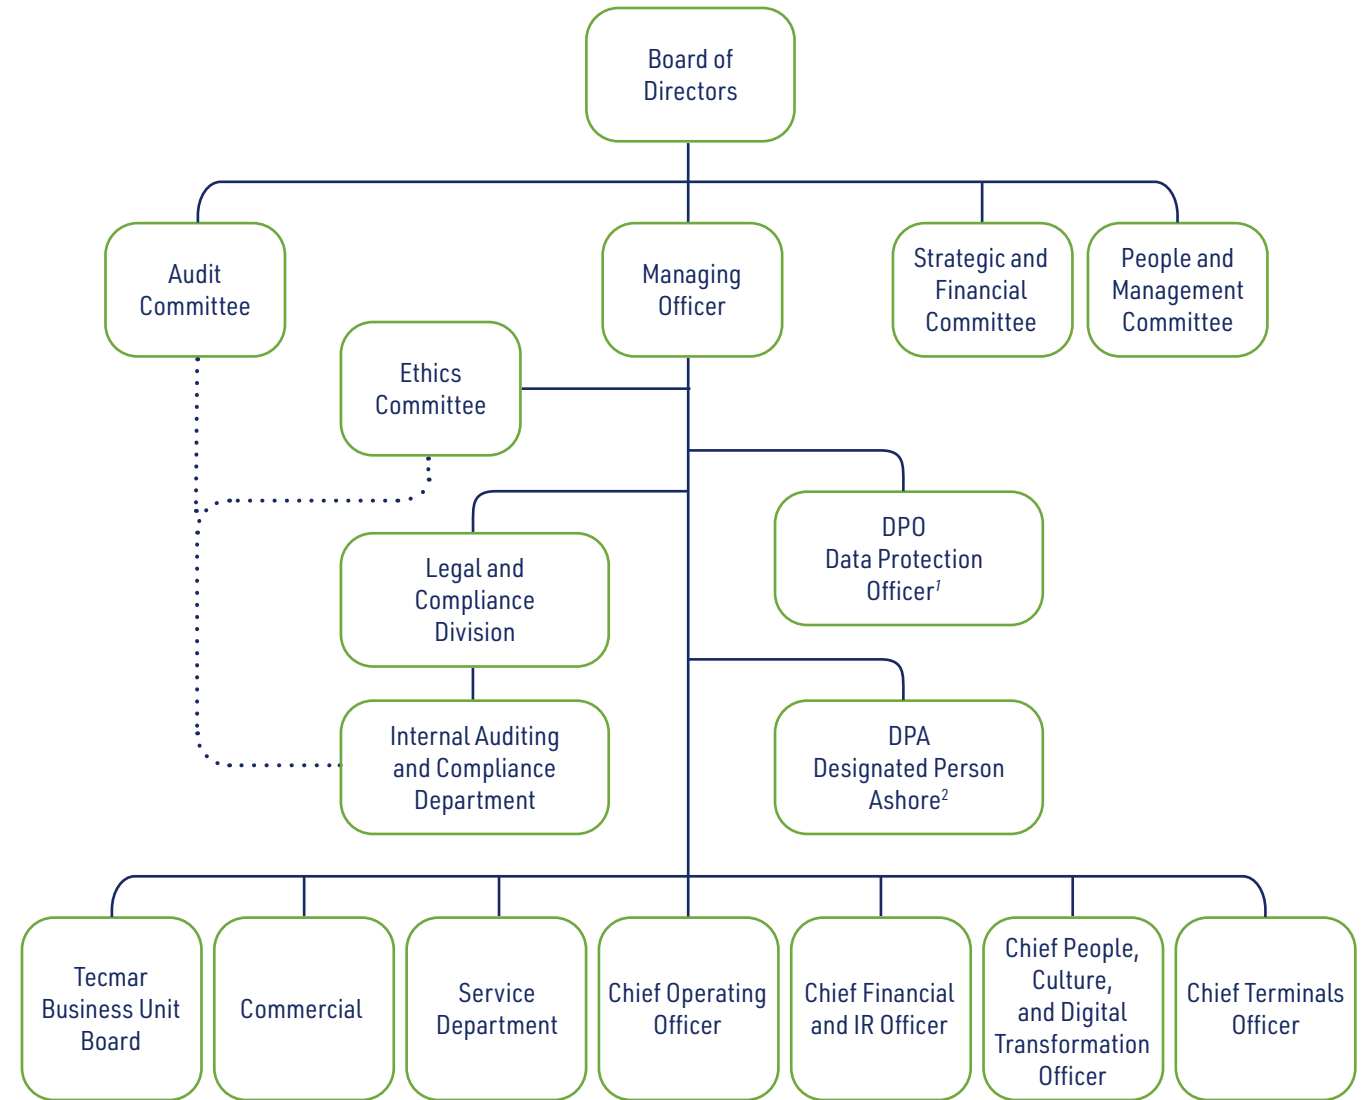 Board of
Directors
Audit
Committee
Managing
Officer
Strategic and
Financial
Committee
People and
Management
Committee
Ethics
Committee
DPO
Data Protection
Officer¹
Legal and
Compliance
Division
Internal Auditing
and Compliance
Department
DPA
Designated Person
Ashore²
Tecmar
Business Unit
Board
Commercial
Service
Department
Chief Operating
Officer
Chief Financial
and IR Officer
Chief People,
Culture,
and Digital
Transformation
Officer
Chief Terminals
Officer